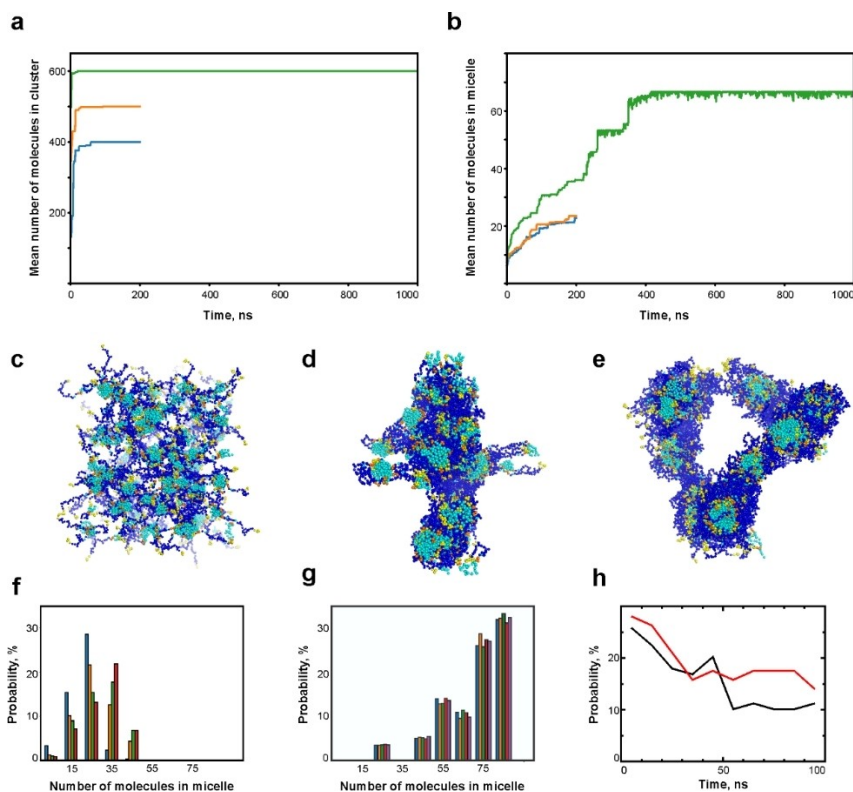 a
b
600
400
200
0
200
400
600
800
1000
Mean number of molecules in cluster
Time, ns
60
40
20
0
200
400
600
800
1000
Mean number of molecules in micelle
Time, ns
c
d
e
f
g
h
30
20
10
0
15
35
55
75
Probability, %
Number of molecules in micelle
30
20
10
0
15
35
55
75
Probability, %
Number of molecules in micelle
20
10
0
0
50
100
Probability, %
Time, ns